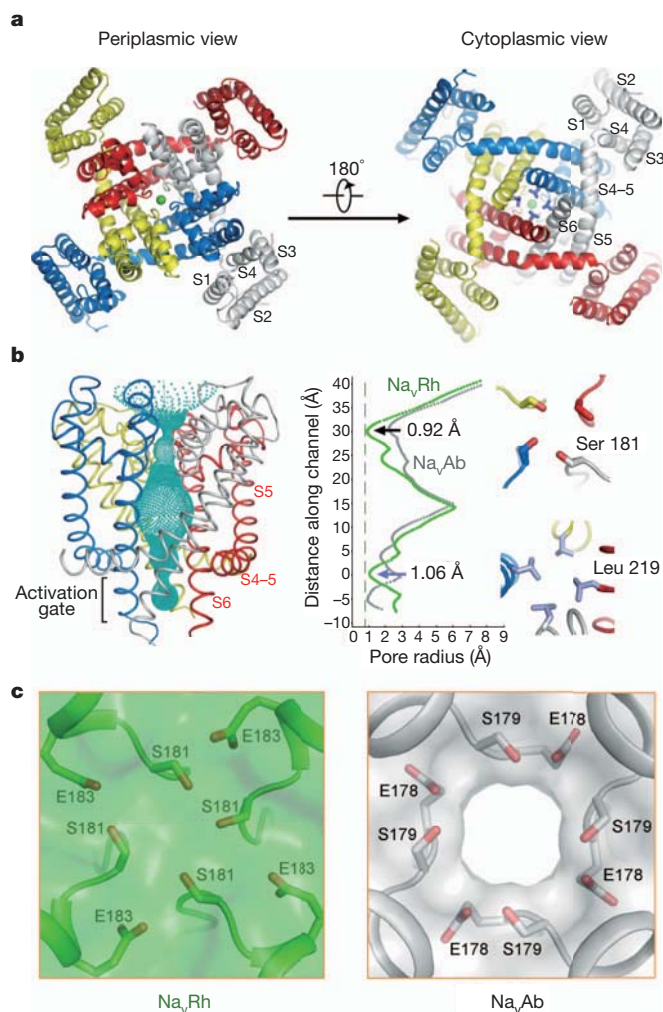 a
Periplasmic view
Cytoplasmic view
180°
S1
S4
S3
S2
S2
S1
S4
S3
S4–5
S6
S5
b
Activation
gate
S5
S4–5
S6
Distance along channel (Å)
40
35
30
25
20
15
10
5
0
−5
−10
0 1 2 3 4 5 6 7 8 9
Pore radius (Å)
NavRh
0.92 Å
NavAb
1.06 Å
Ser 181
Leu 219
c
E183
S181
E183
S181
S181
S181
E183
E183
NavRh
S179
E178
E178
S179
S179
E178
E178
S179
NavAb